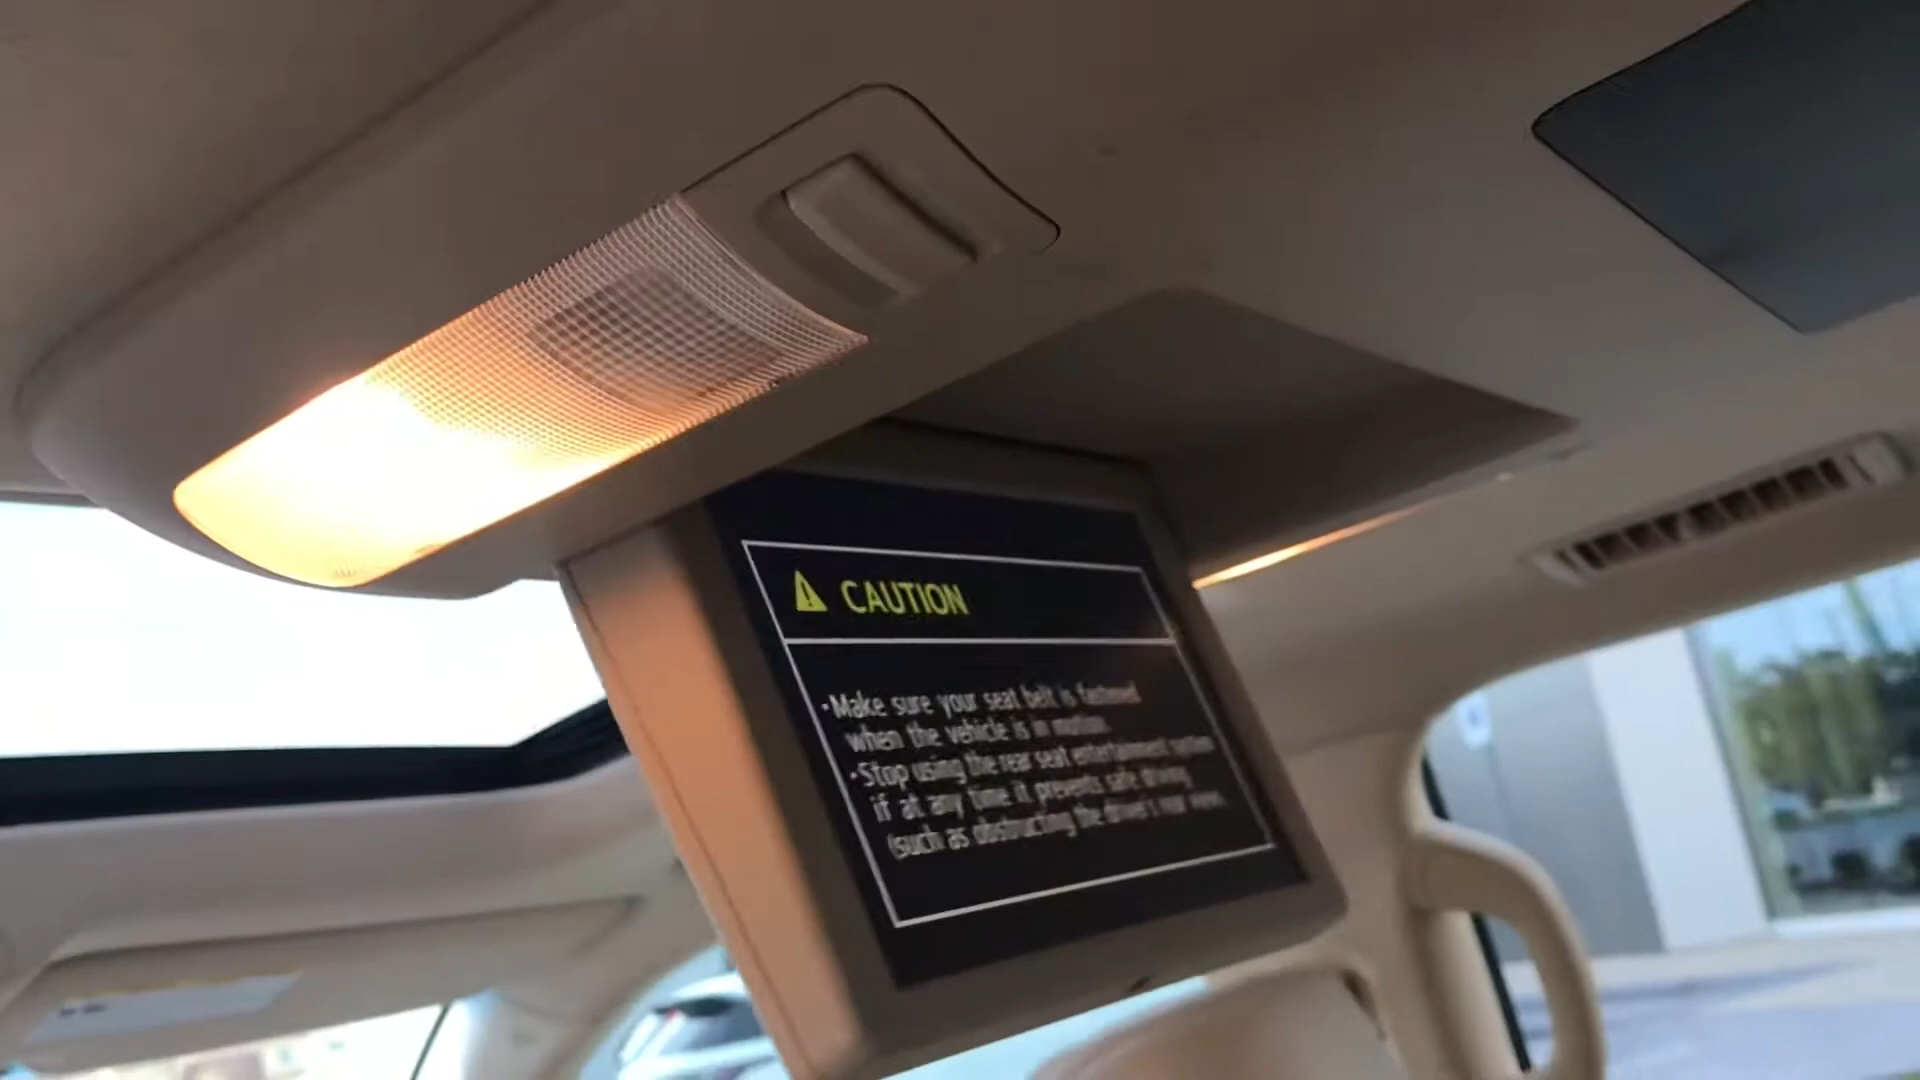 CAUTION
·Make sure your seat belt is fastened
when the vehicle is in motion
·Stop using the rear seat entertainment system
if at any time it prevents safe driving
(such as obstructing the driver's rear view